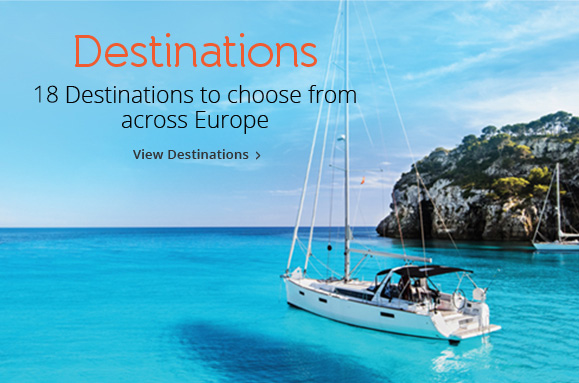 Destinations
18 Destinations to choose from
across Europe
View Destinations >